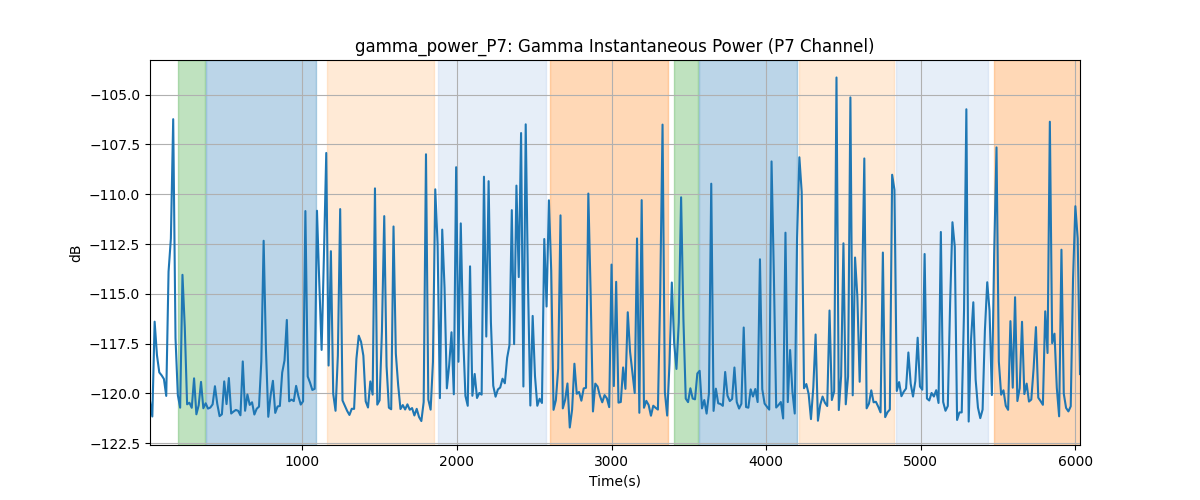 gamma_power_P7: Gamma Instantaneous Power (P7 Channel)
dB
−105.0
−107.5
−110.0
−112.5
−115.0
−117.5
−120.0
−122.5
1000 2000 3000 4000 5000 6000
Time(s)